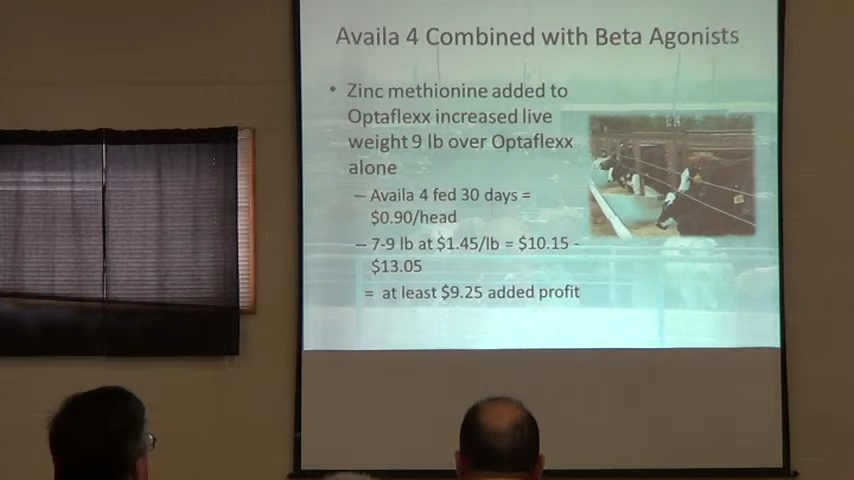 Availa 4 Combined with Beta Agonists
• Zinc methionine added to
Optaflexx increased live
weight 9 lb over Optaflexx
alone
– Availa 4 fed 30 days =
$0.90/head
– 7-9 lb at $1.45/lb = $10.15 -
$13.05
= at least $9.25 added profit